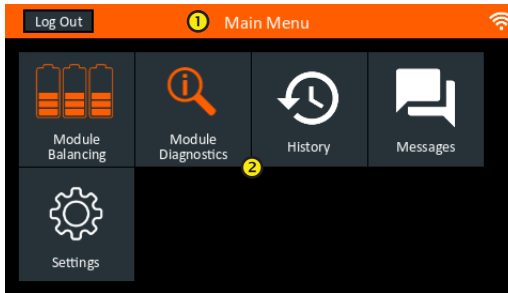 Log Out
1
Main Menu
Module
Balancing
Module
Diagnostics
History
Messages
2
Settings